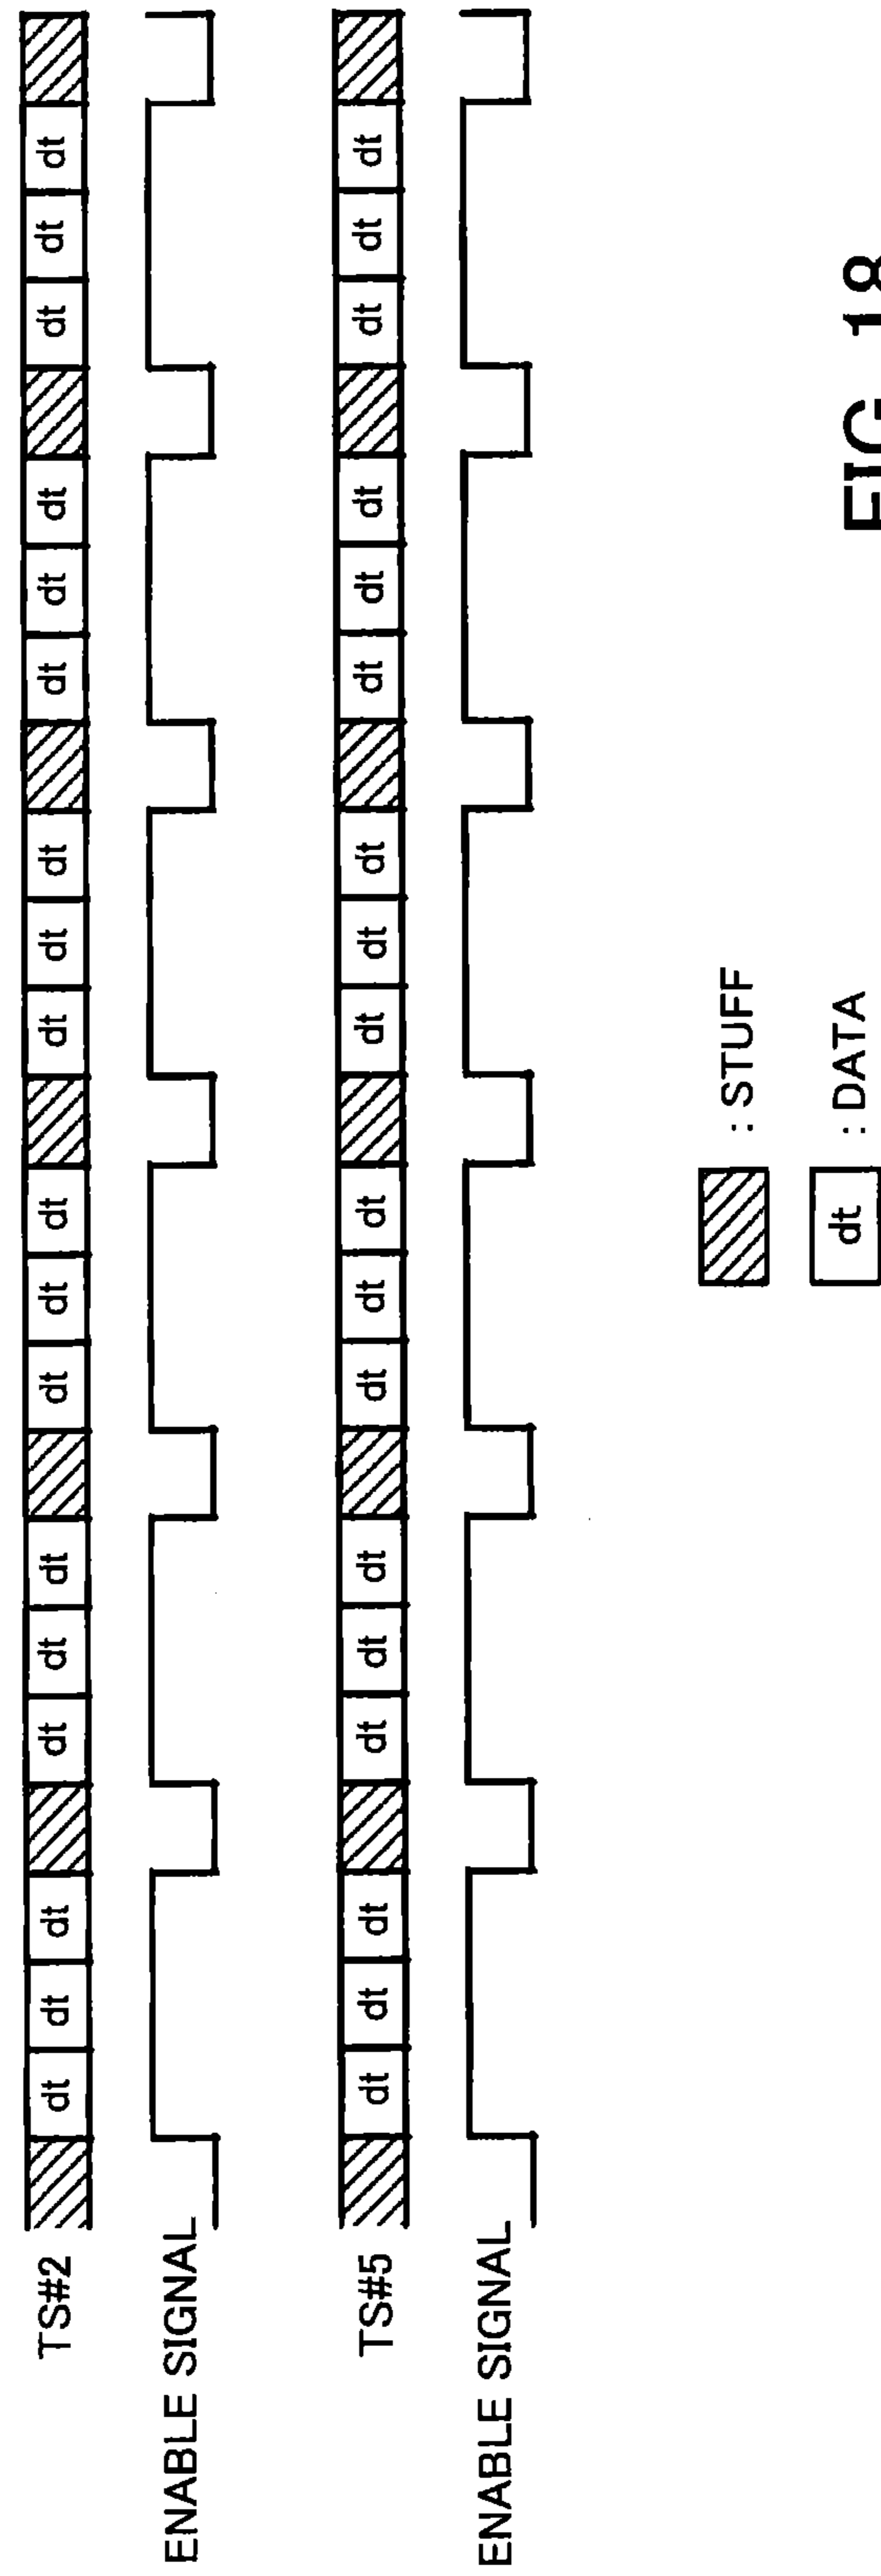 TS#2 dt dt dt dt dt dt dt dt dt dt dt dt dt dt dt dt dt dt
ENABLE SIGNAL
TS#5 dt dt dt dt dt dt dt dt dt dt dt dt dt dt dt dt dt dt
ENABLE SIGNAL
: STUFF
dt : DATA
FIG 18